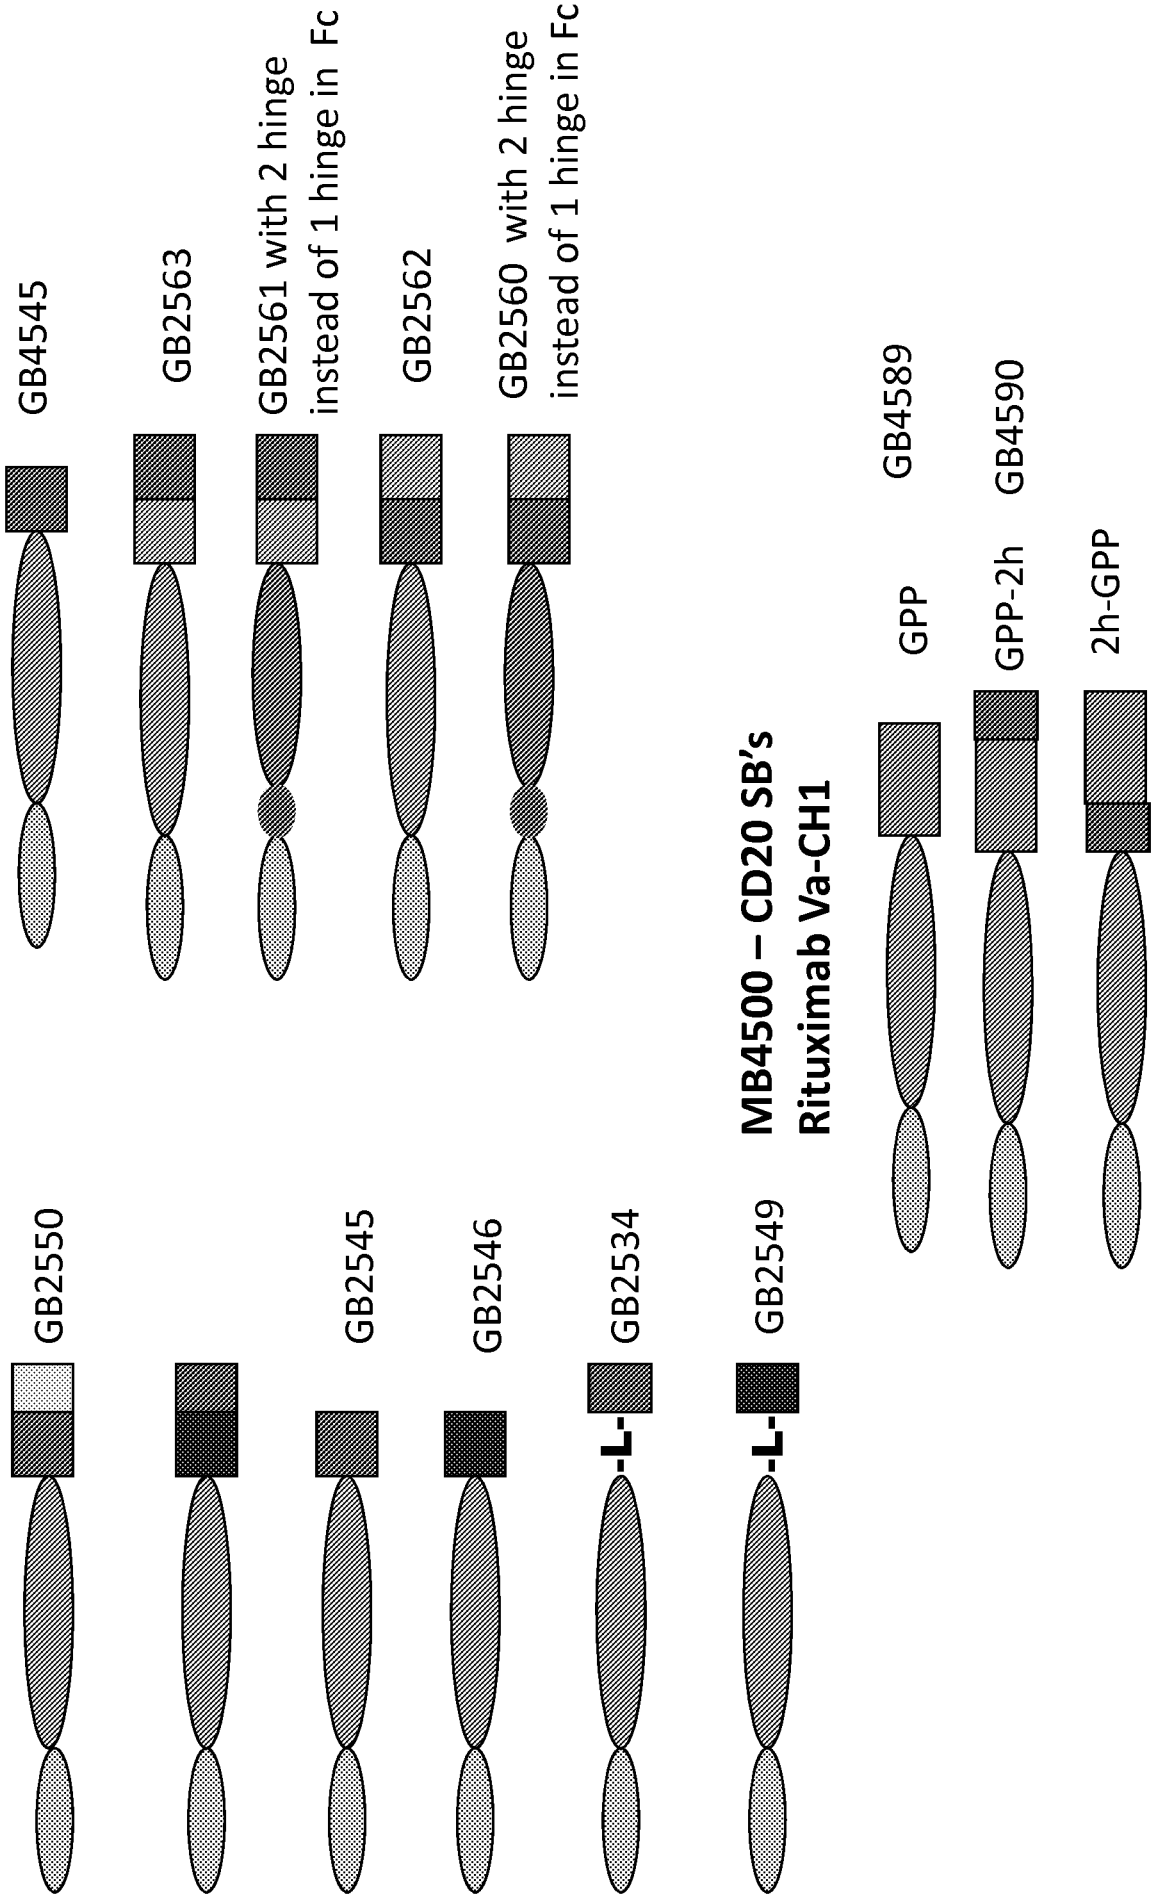 GB2550
GB2545
GB2546
-L-
GB2534
-L-
GB2549
GB4545
GB2563
GB2561 with 2 hinge
instead of 1 hinge in Fc
GB2562
GB2560 with 2 hinge
instead of 1 hinge in Fc
MB4500 – CD20 SB’s
Rituximab Va-CH1
GPP
GB4589
GPP-2h
GB4590
2h-GPP